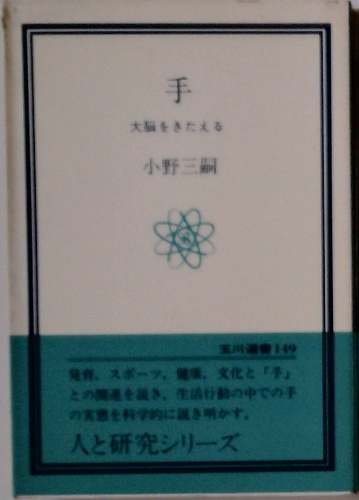 手
大脳をきたえる
小野三嗣
玉川選書149
発育、スポーツ、健康、文化と「手」
との関連を説き、生活行動の中での手
の実態を科学的に説き明かす。
人と研究シリーズ